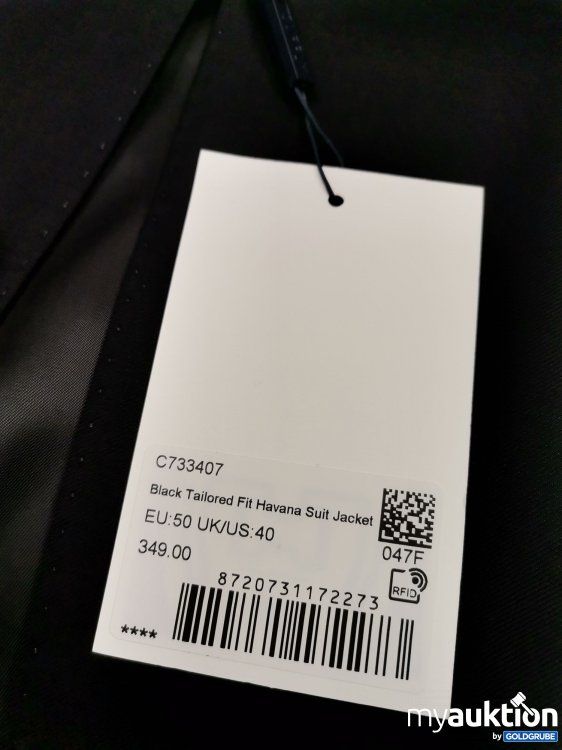 C733407
Black Tailored Fit Havana Suit Jacket
EU:50 UK/US:40
047F
349.00
RFID
8720731172273
****
myauktion
by GOLDGRUBE